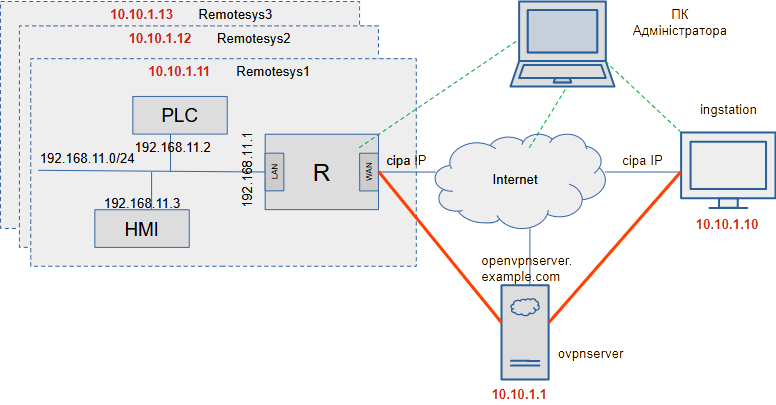 10.10.1.13 Remotesys3
10.10.1.12 Remotesys2
10.10.1.11 Remotesys1
ПК
Адміністратора
PLC
192.168.11.2
192.168.11.0/24
192.168.11.1
LAN
R
WAN
192.168.11.3
HMI
сіра IP
Internet
сіра IP
ingstation
10.10.1.10
openvpnserver.
example.com
ovpnserver
10.10.1.1